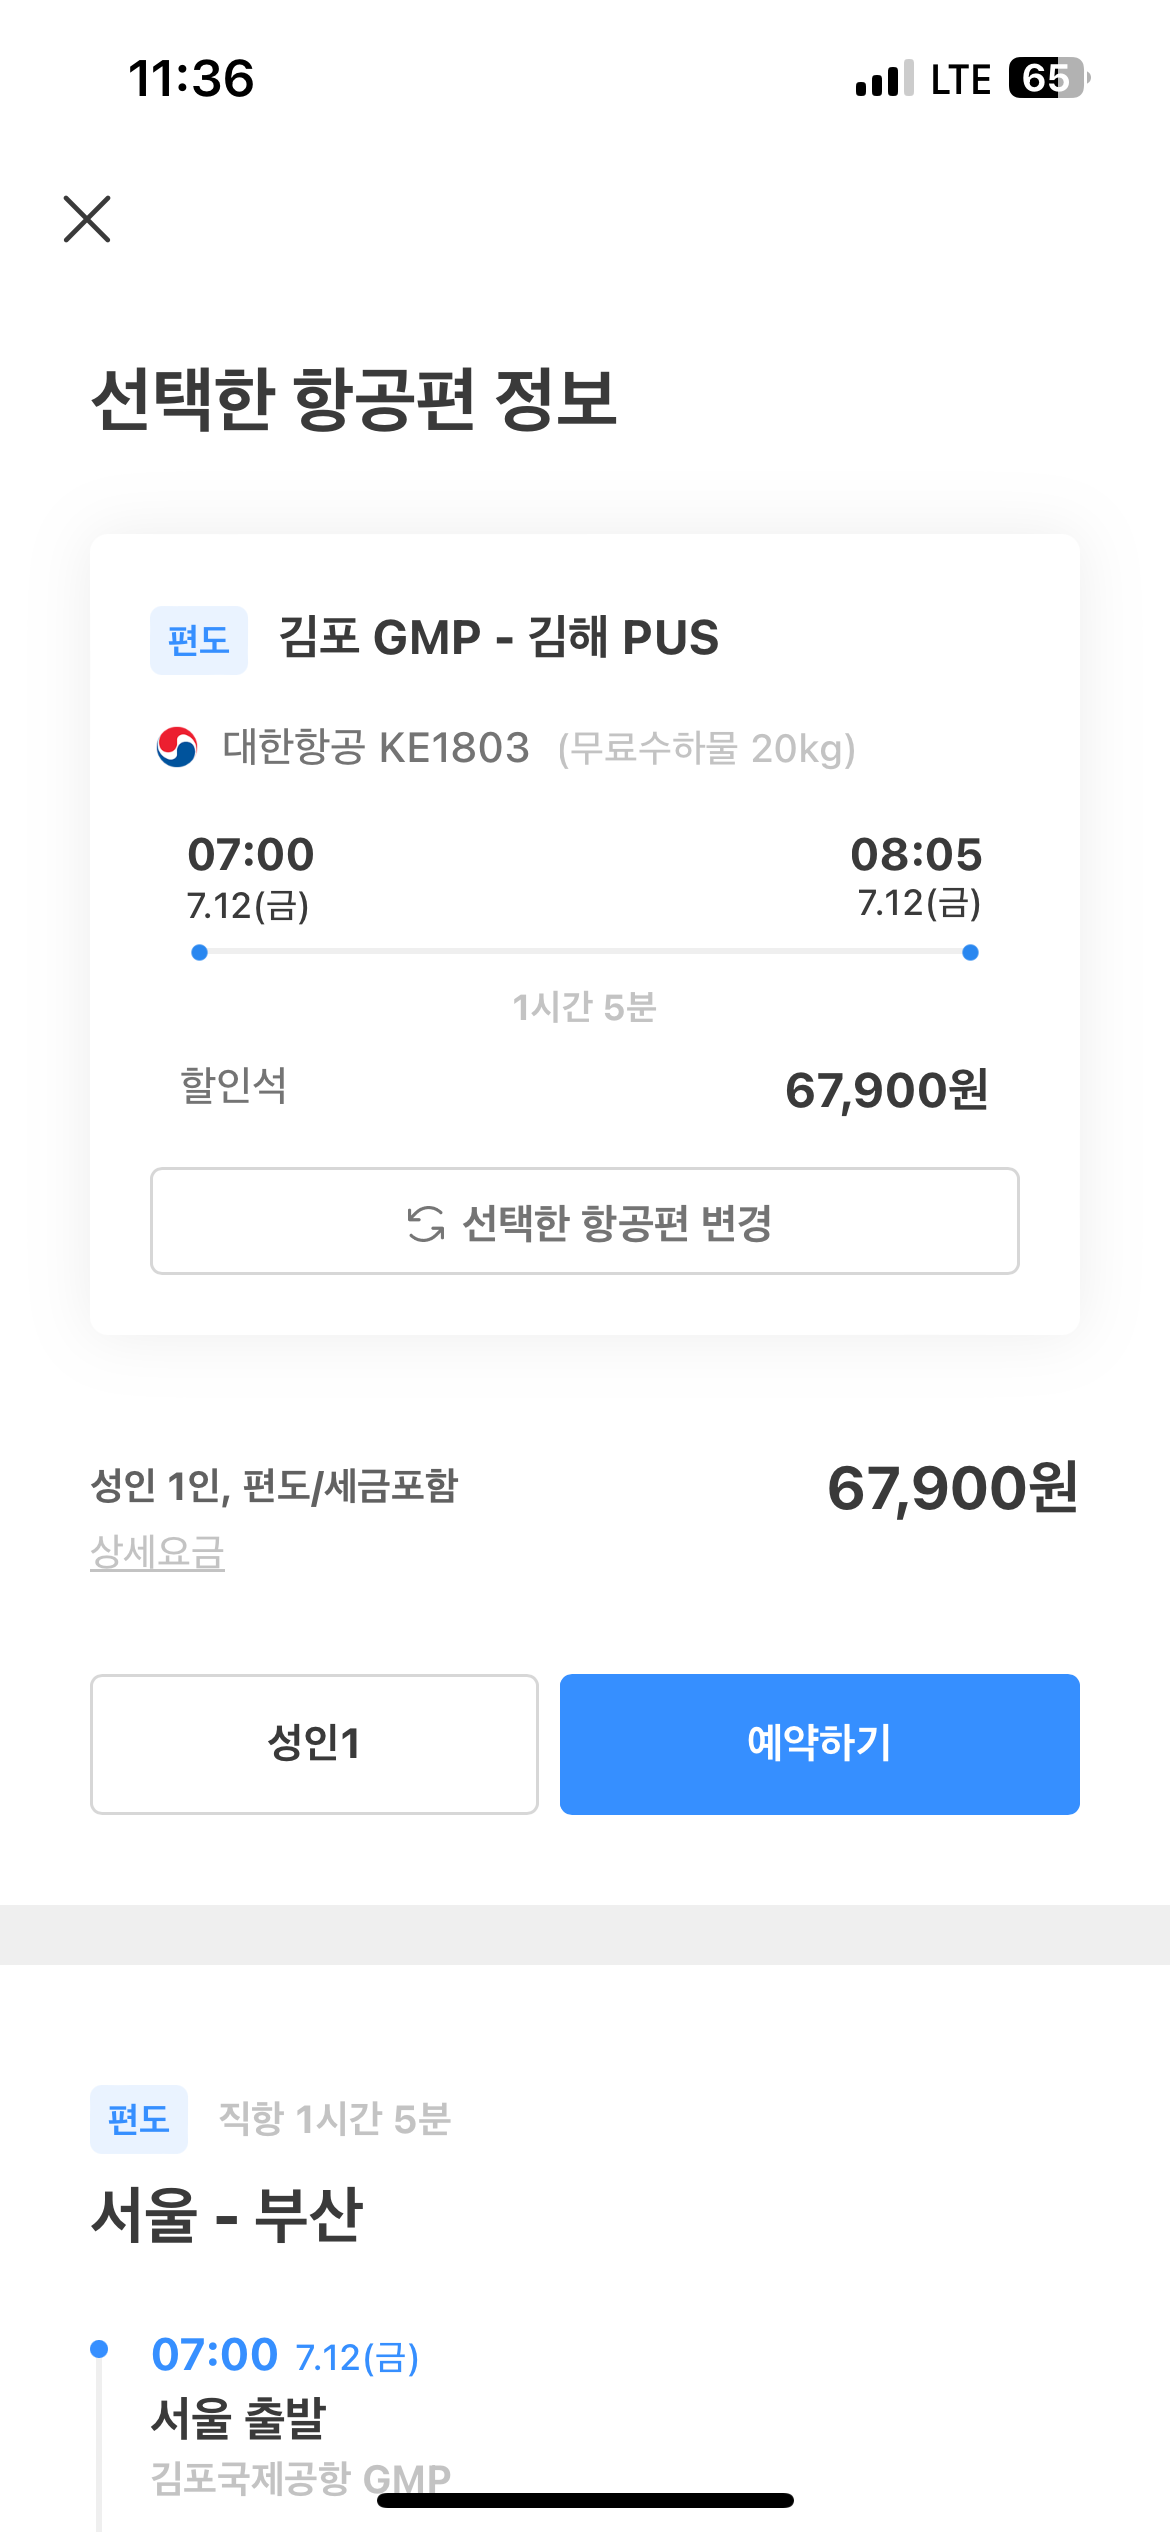 11:36 LTE 65
선택한 항공편 정보
편도 김포 GMP - 김해 PUS
대한항공 KE1803 (무료수하물 20kg)
07:00 08:05
7.12(금) 7.12(금)
1시간 5분
할인석 67,900원
선택한 항공편 변경
성인 1인, 편도/세금포함 67,900원
상세요금
성인1 예약하기
편도 직항 1시간 5분
서울 - 부산
07:00 7.12(금)
서울 출발
김포국제공항 GMP